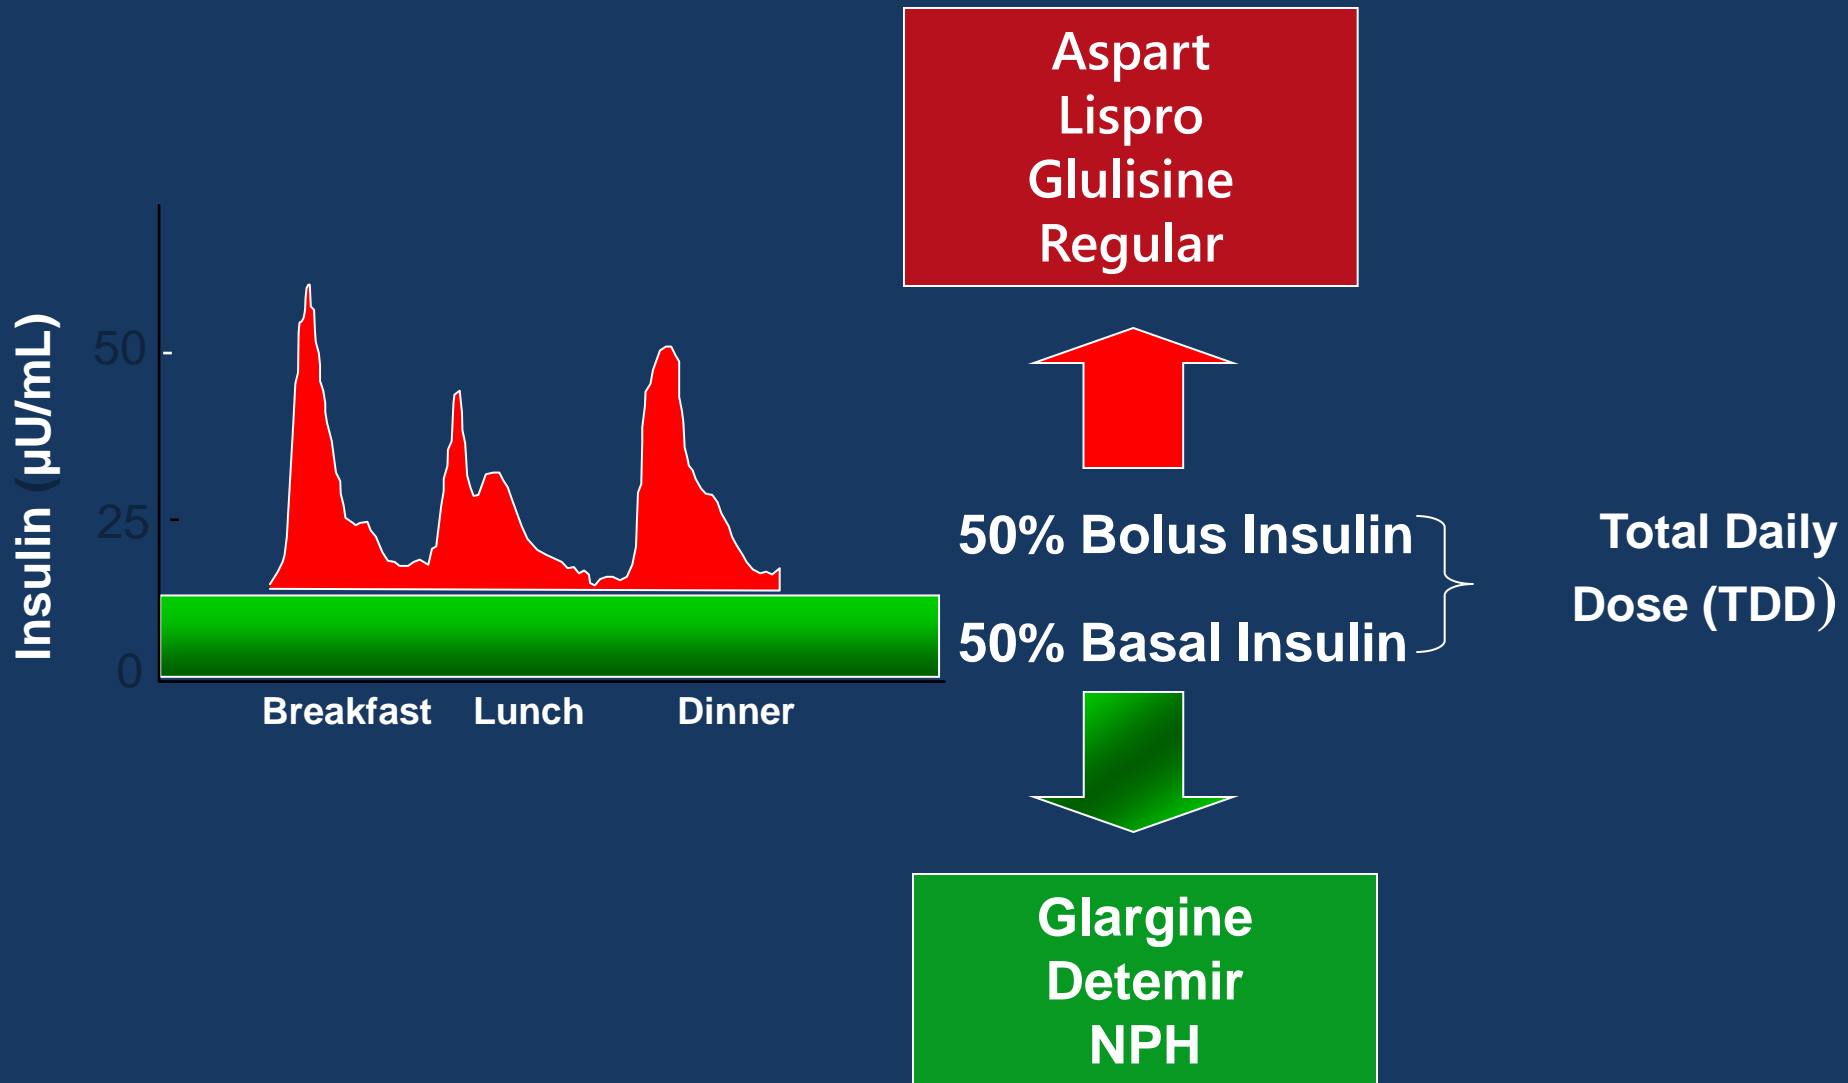 Aspart
Lispro
Glulisine
Regular
Insulin (µU/mL)
50
25
0
Breakfast Lunch Dinner
50% Bolus Insulin
50% Basal Insulin
Total Daily
Dose (TDD)
Glargine
Detemir
NPH